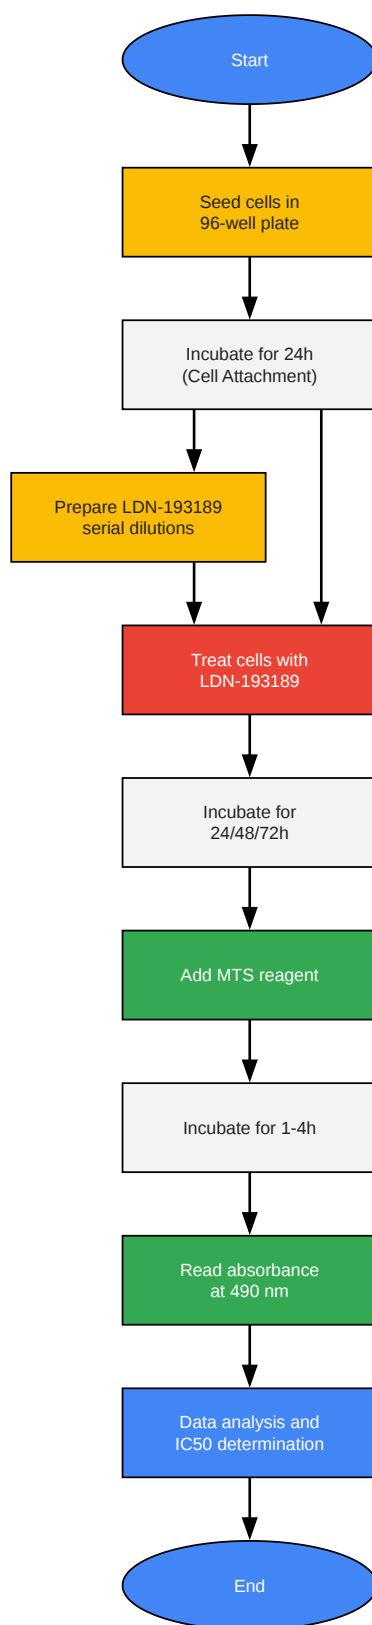 Start
Seed cells in
96-well plate
Incubate for 24h
(Cell Attachment)
Prepare LDN-193189
serial dilutions
Treat cells with
LDN-193189
Incubate for
24/48/72h
Add MTS reagent
Incubate for 1-4h
Read absorbance
at 490 nm
Data analysis and
IC50 determination
End